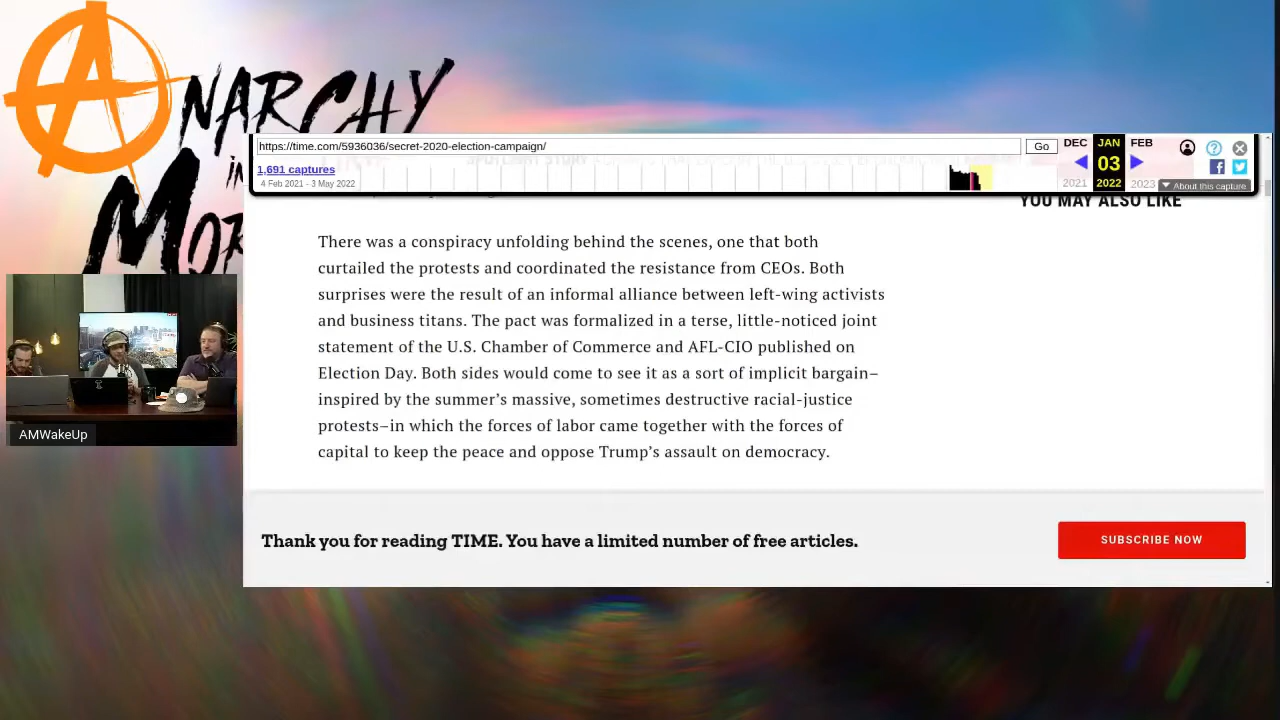 ANARCHY
in
MOR
https://time.com/5936036/secret-2020-election-campaign/
Go
DEC
JAN
FEB
1,691 captures
03
4 Feb 2021 - 3 May 2022
2021
2022
2023
About this capture
YOU MAY ALSO LIKE
There was a conspiracy unfolding behind the scenes, one that both
curtailed the protests and coordinated the resistance from CEOs. Both
surprises were the result of an informal alliance between left-wing activists
and business titans. The pact was formalized in a terse, little-noticed joint
statement of the U.S. Chamber of Commerce and AFL-CIO published on
Election Day. Both sides would come to see it as a sort of implicit bargain–
inspired by the summer’s massive, sometimes destructive racial-justice
protests–in which the forces of labor came together with the forces of
capital to keep the peace and oppose Trump’s assault on democracy.
AMWakeUp
Thank you for reading TIME. You have a limited number of free articles.
SUBSCRIBE NOW